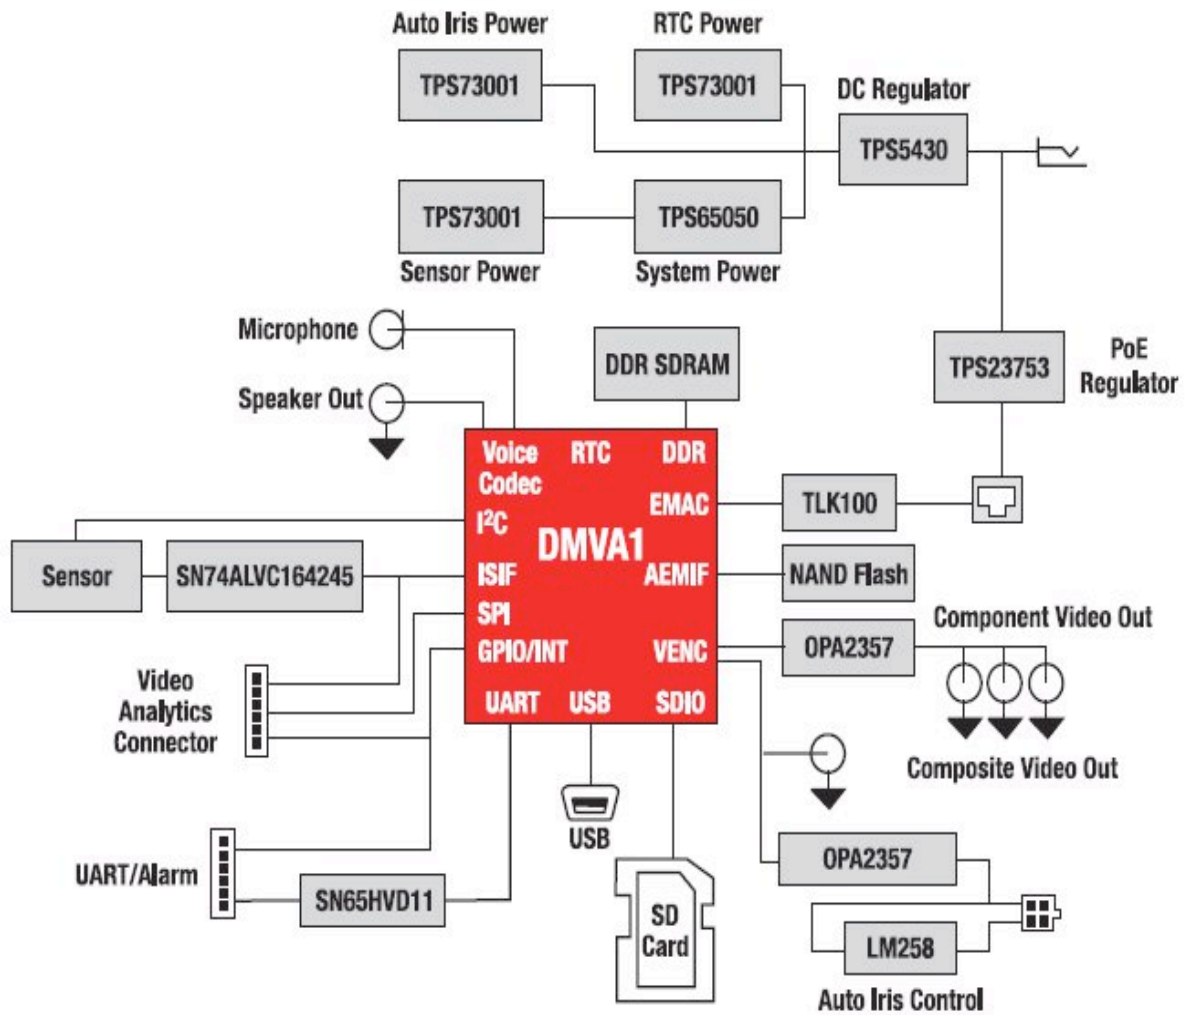 Auto Iris Power
RTC Power
TPS73001
TPS73001
DC Regulator
TPS5430
TPS73001
TPS65050
Sensor Power
System Power
Microphone
DDR SDRAM
TPS23753
PoE
Regulator
Speaker Out
Voice
Codec
RTC
DDR
EMAC
TLK100
I²C
DMVA1
Sensor
SN74ALVC164245
ISIF
AEMIF
NAND Flash
SPI
GPIO/INT
VENC
OPA2357
Component Video Out
Video
Analytics
Connector
UART
USB
SDIO
Composite Video Out
USB
UART/Alarm
SN65HVD11
OPA2357
SD
Card
LM258
Auto Iris Control